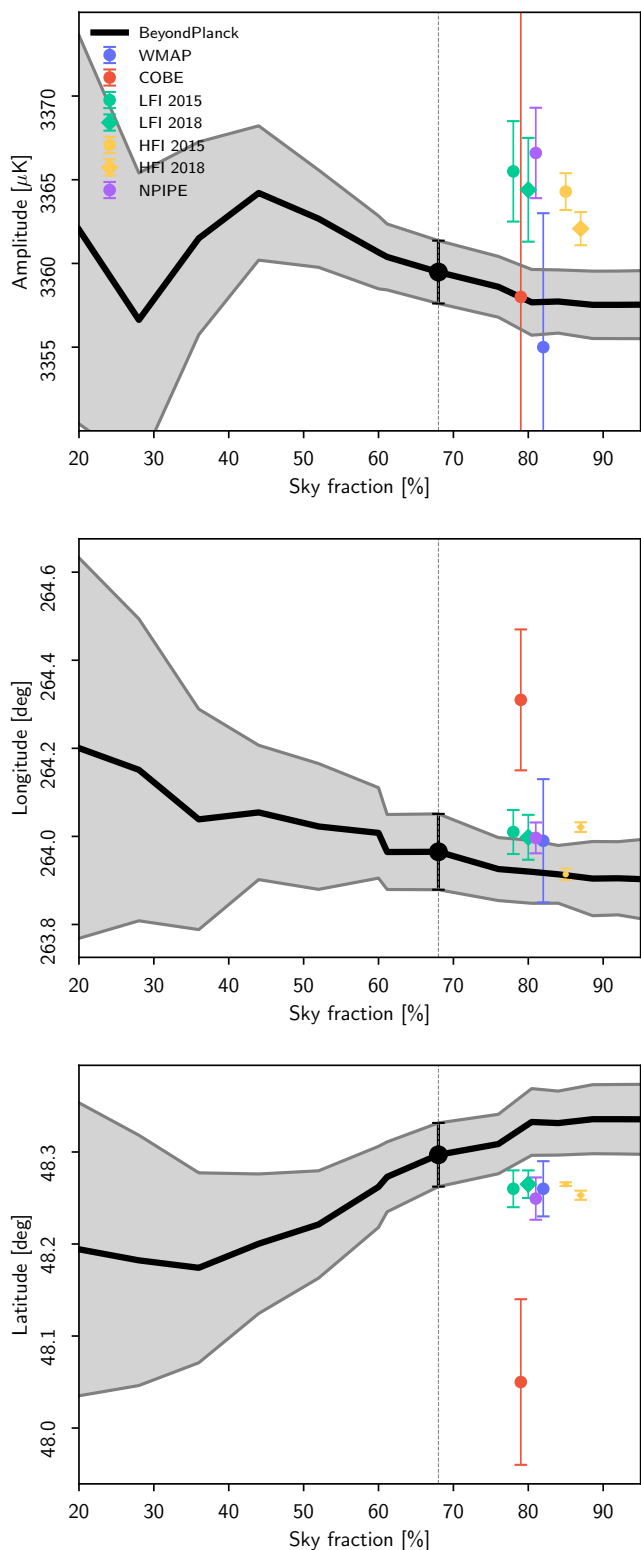 BeyondPlanck
WMAP
COBE
LFI 2015
LFI 2018
HFI 2015
HFI 2018
NPIPE
Amplitude [μK]
3370
3365
3360
3355
20 30 40 50 60 70 80 90
Sky fraction [%]
Longitude [deg]
264.6
264.4
264.2
264.0
263.8
20 30 40 50 60 70 80 90
Sky fraction [%]
Latitude [deg]
48.3
48.2
48.1
48.0
20 30 40 50 60 70 80 90
Sky fraction [%]